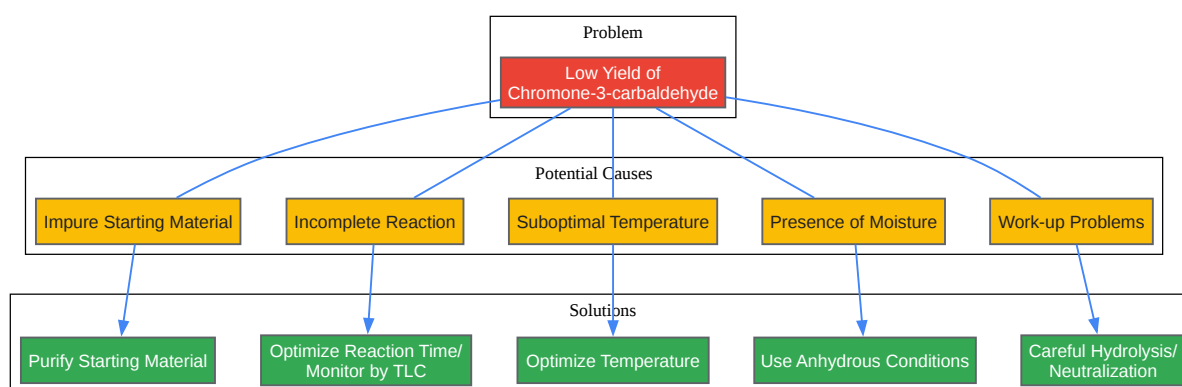 Problem
Low Yield of
Chromone-3-carbaldehyde
Potential Causes
Impure Starting Material
Incomplete Reaction
Suboptimal Temperature
Presence of Moisture
Work-up Problems
Solutions
Purify Starting Material
Optimize Reaction Time/
Monitor by TLC
Optimize Temperature
Use Anhydrous Conditions
Careful Hydrolysis/
Neutralization